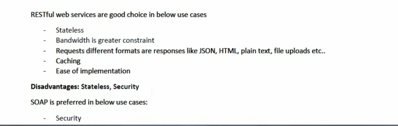 RESTful web services are good choice in below use cases
- Stateless
- Bandwidth is greater constraint
- Requests different formats are responses like JSON, HTML, plain text, file uploads etc..
- Caching
- Ease of implementation
Disadvantages: Stateless, Security
SOAP is preferred in below use cases:
- Security